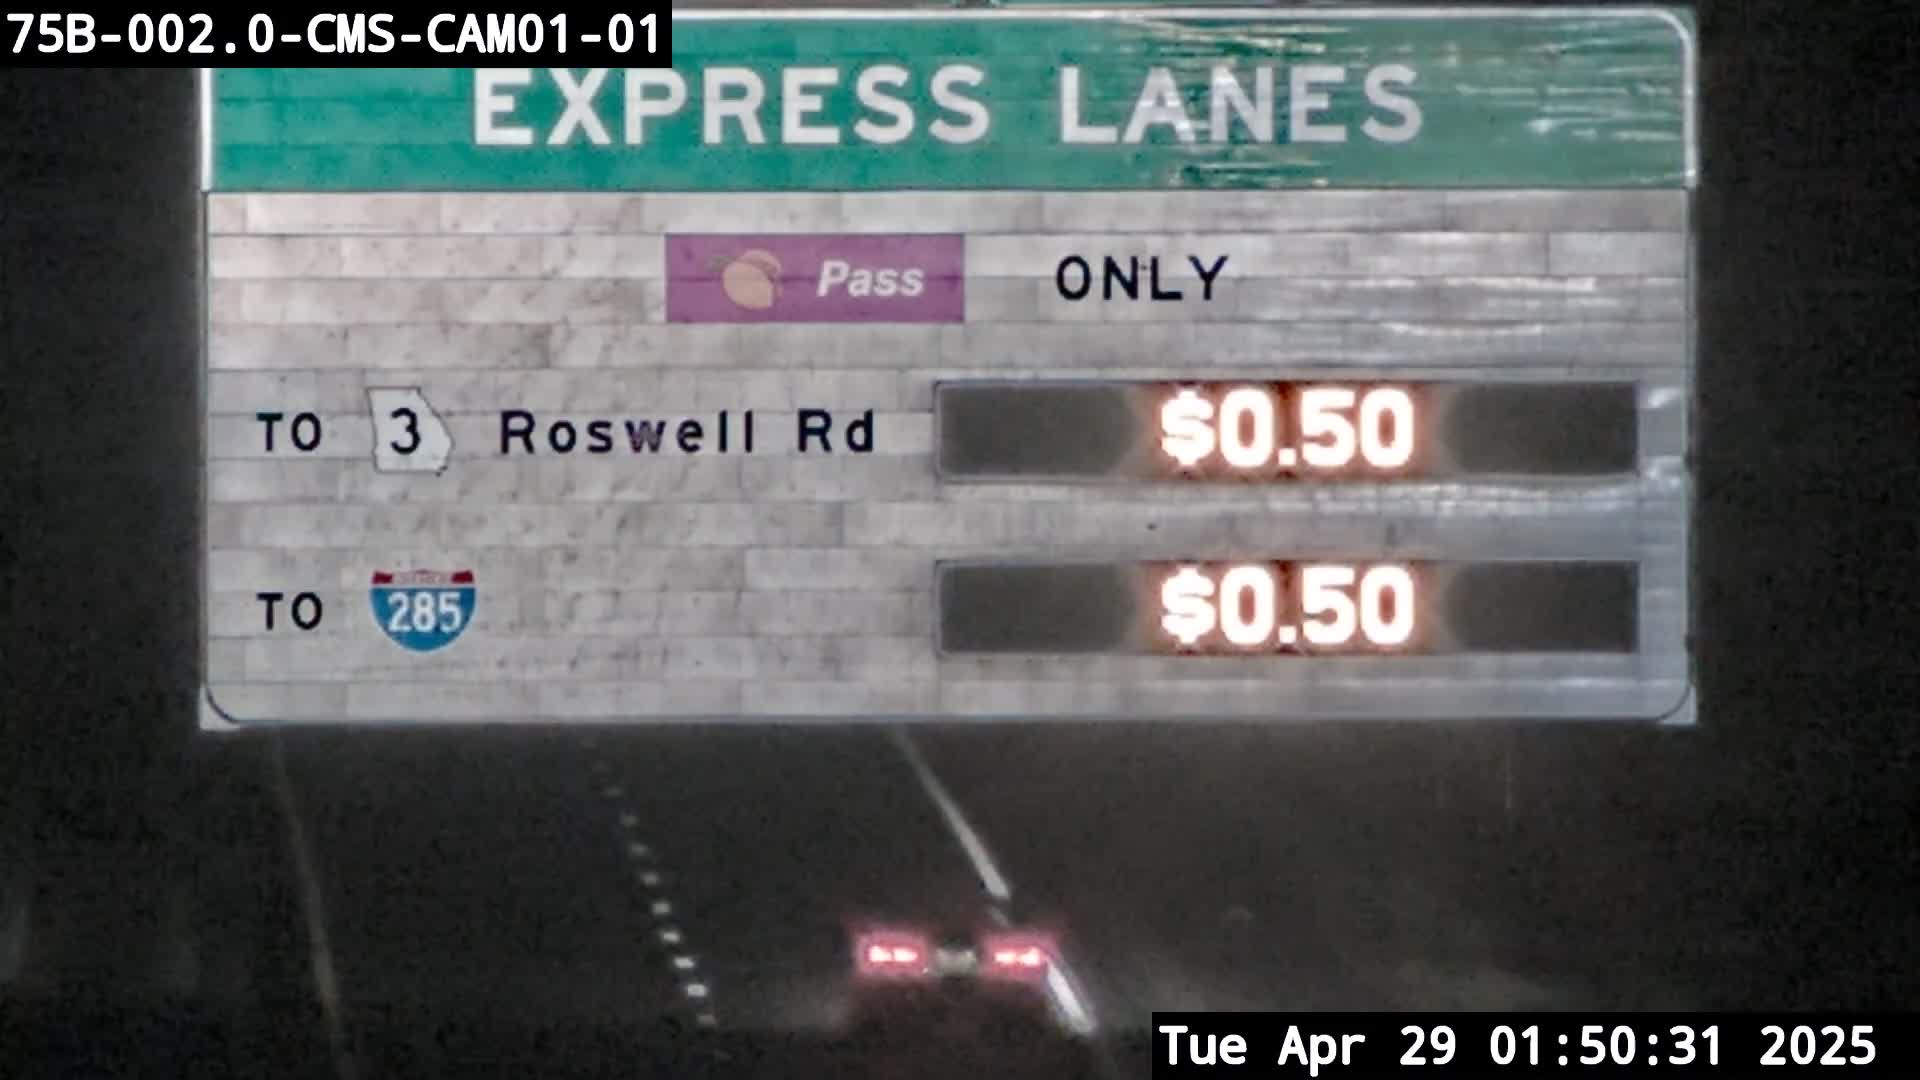 75B-002.0-CMS-CAM01-01
EXPRESS LANES
Pass ONLY
TO 3 Roswell Rd $0.50
TO 285 $0.50
Tue Apr 29 01:50:31 2025